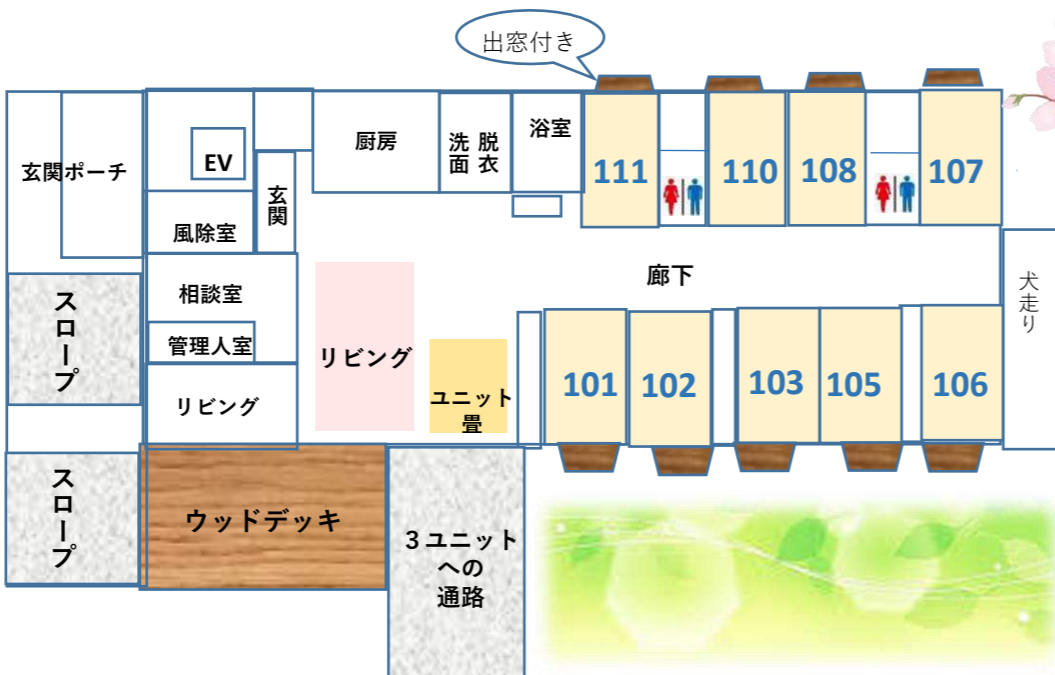 出窓付き
玄関ポーチ
EV
風除室
玄関
厨房
洗面
脱衣
浴室
111
110
108
107
相談室
管理人室
リビング
リビング
ユニット
畳
廊下
犬走り
スロープ
スロープ
101
102
103
105
106
ウッドデッキ
３ユニット
への
通路